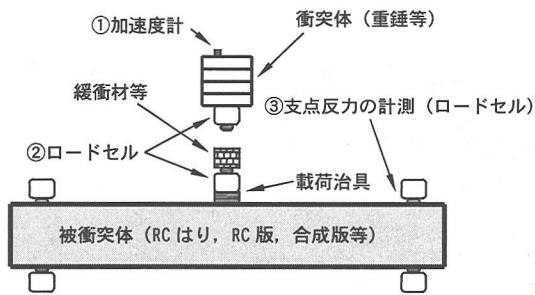 ①加速度計
衝突体（重錘等）
緩衝材等
③支点反力の計測（ロードセル）
②ロードセル
載荷治具
被衝突体（RCはり，RC版，合成版等）